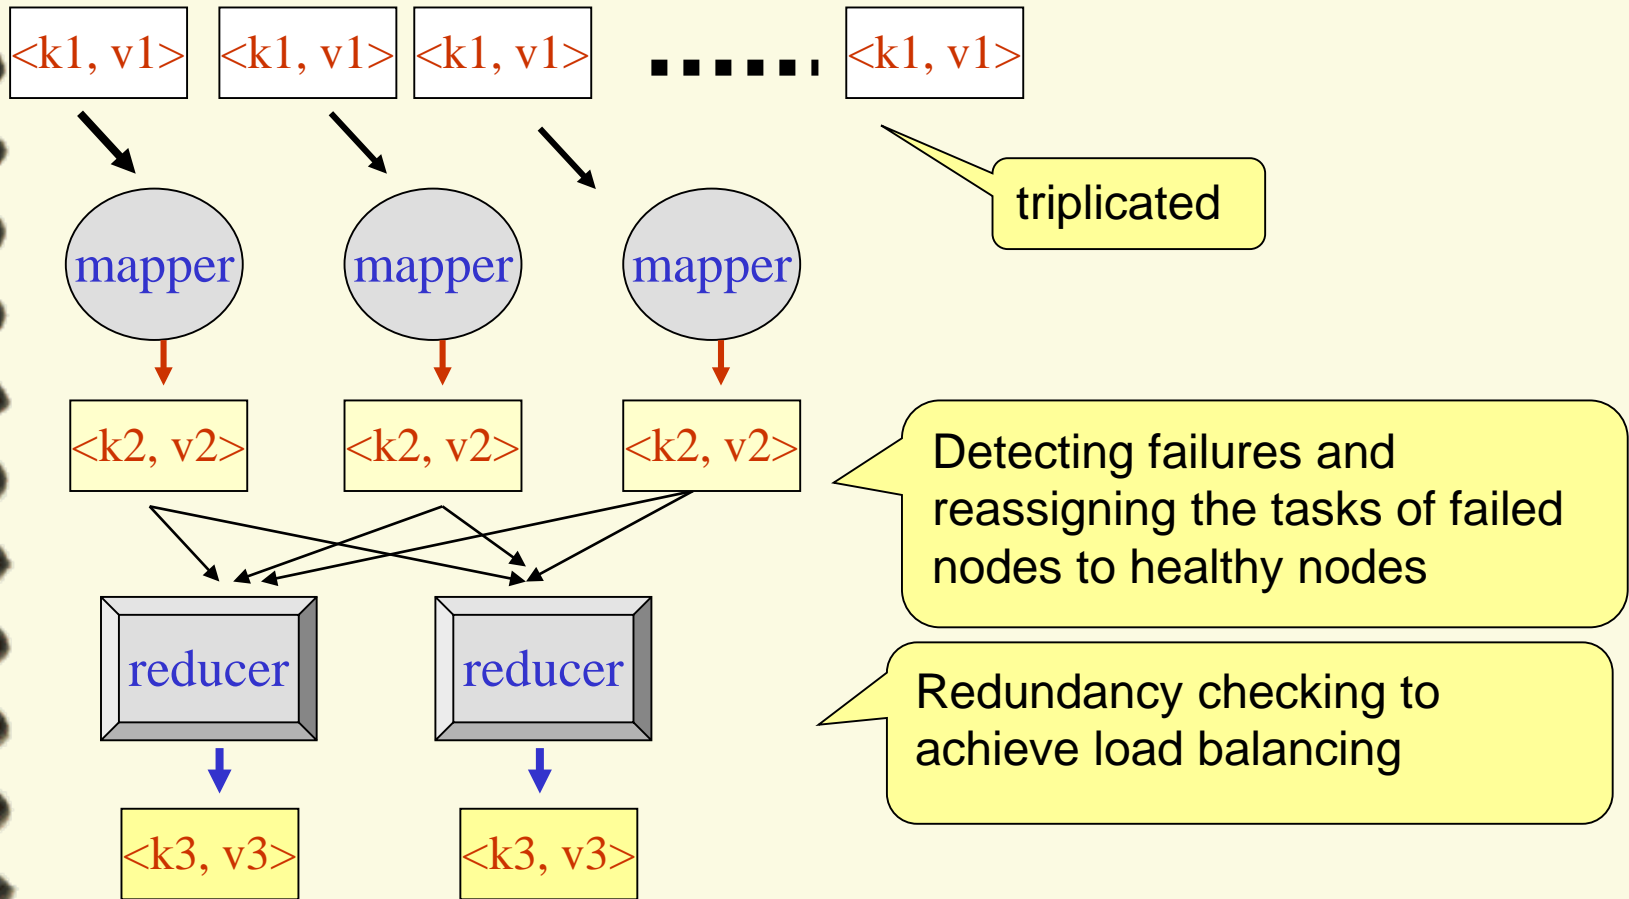 <k1, v1>
<k1, v1>
<k1, v1>
<k1, v1>
triplicated
mapper
mapper
mapper
<k2, v2>
<k2, v2>
<k2, v2>
Detecting failures and
reassigning the tasks of failed
nodes to healthy nodes
reducer
reducer
Redundancy checking to
achieve load balancing
<k3, v3>
<k3, v3>